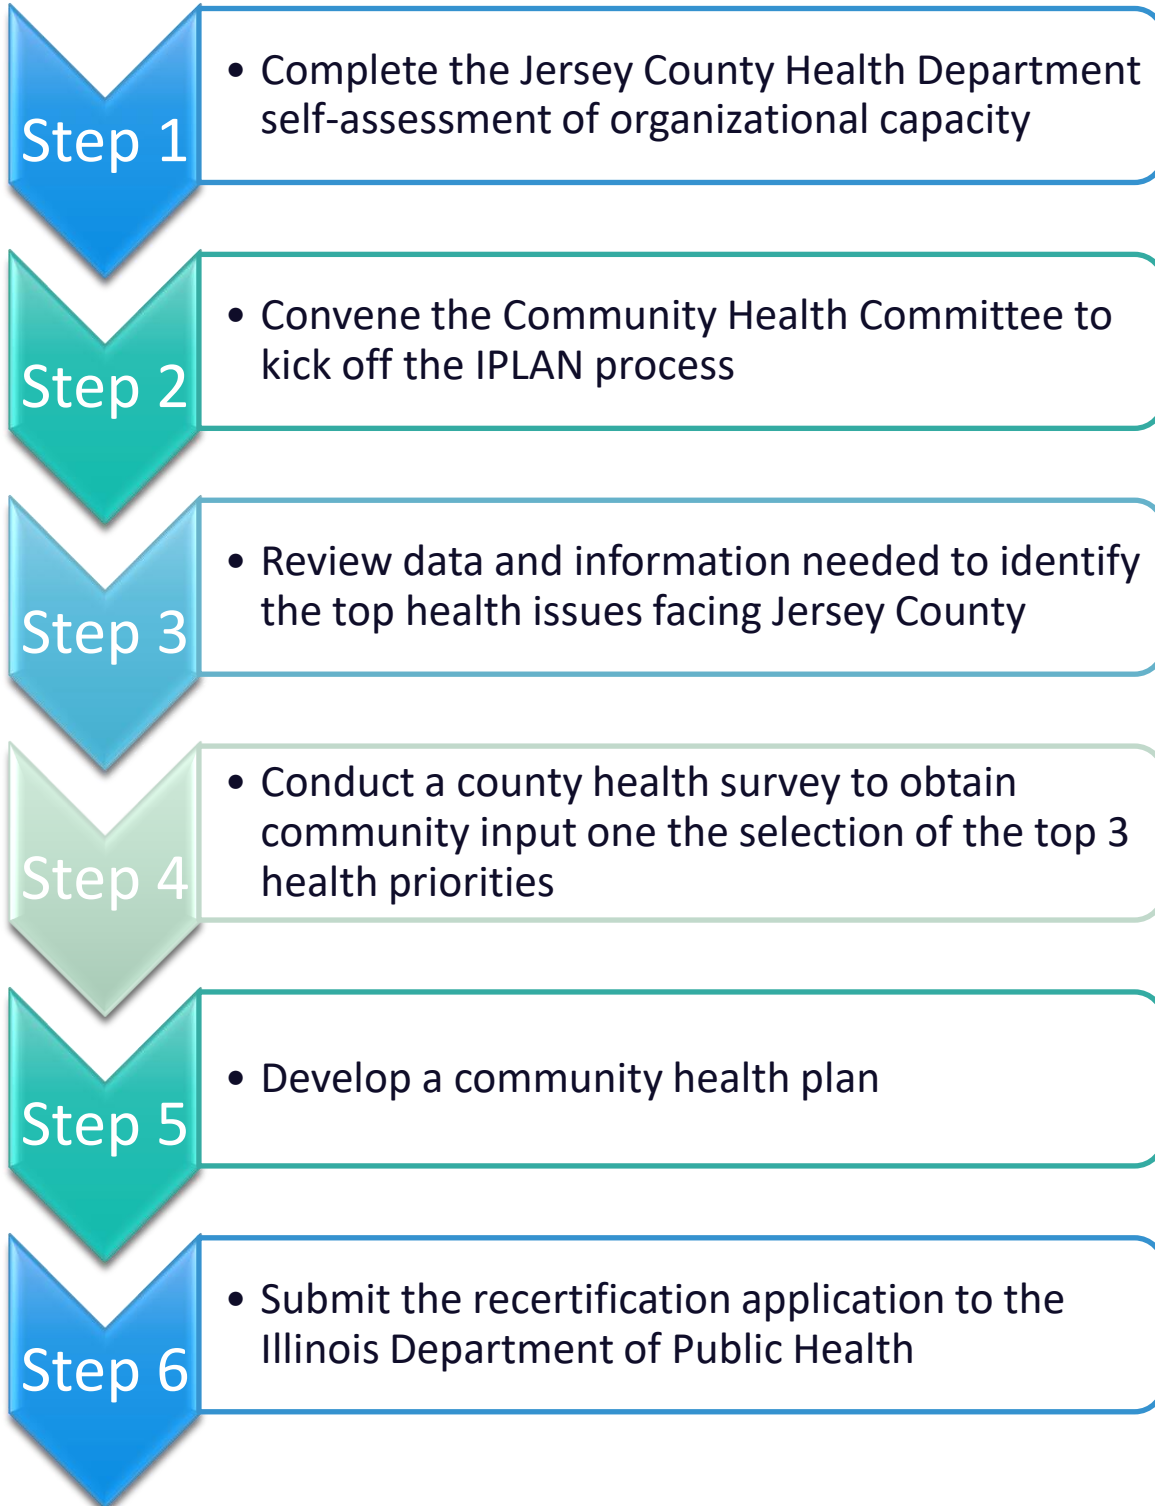 Step 1
• Complete the Jersey County Health Department
self-assessment of organizational capacity
Step 2
• Convene the Community Health Committee to
kick off the IPLAN process
Step 3
• Review data and information needed to identify
the top health issues facing Jersey County
Step 4
• Conduct a county health survey to obtain
community input one the selection of the top 3
health priorities
Step 5
• Develop a community health plan
Step 6
• Submit the recertification application to the
Illinois Department of Public Health